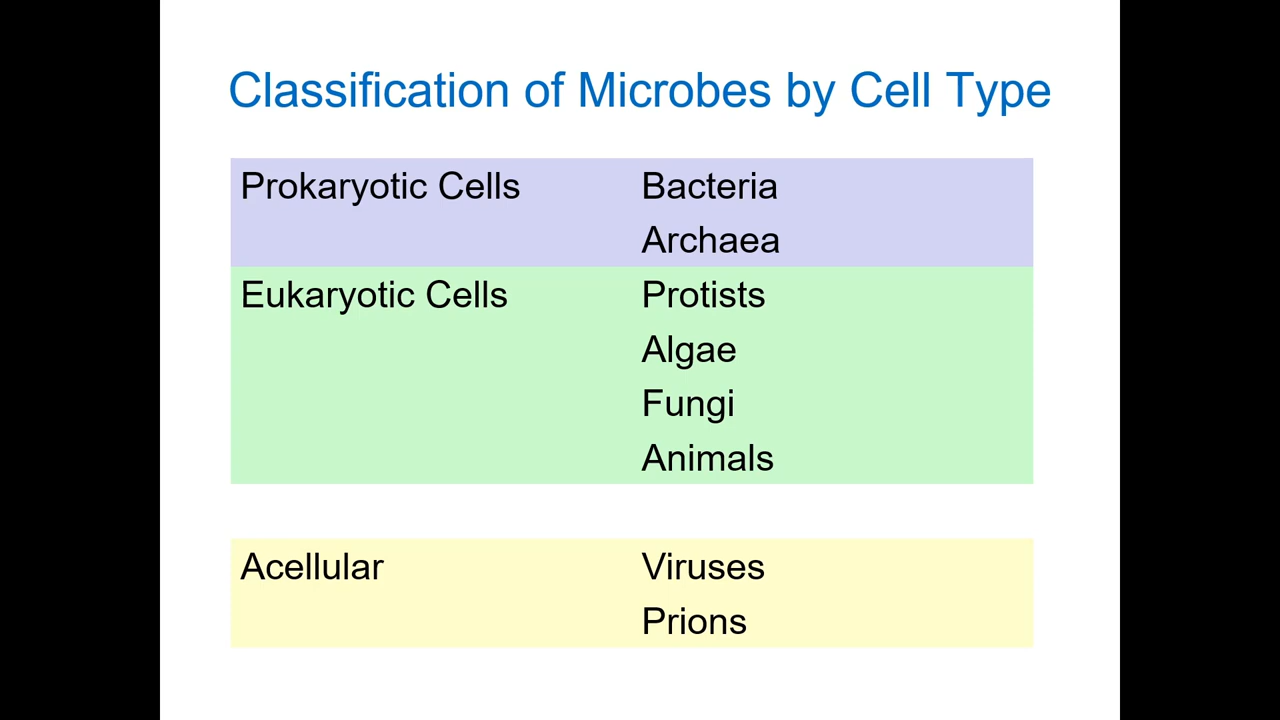 Classification of Microbes by Cell Type
Prokaryotic Cells Bacteria
Archaea
Eukaryotic Cells Protists
Algae
Fungi
Animals
Acellular Viruses
Prions